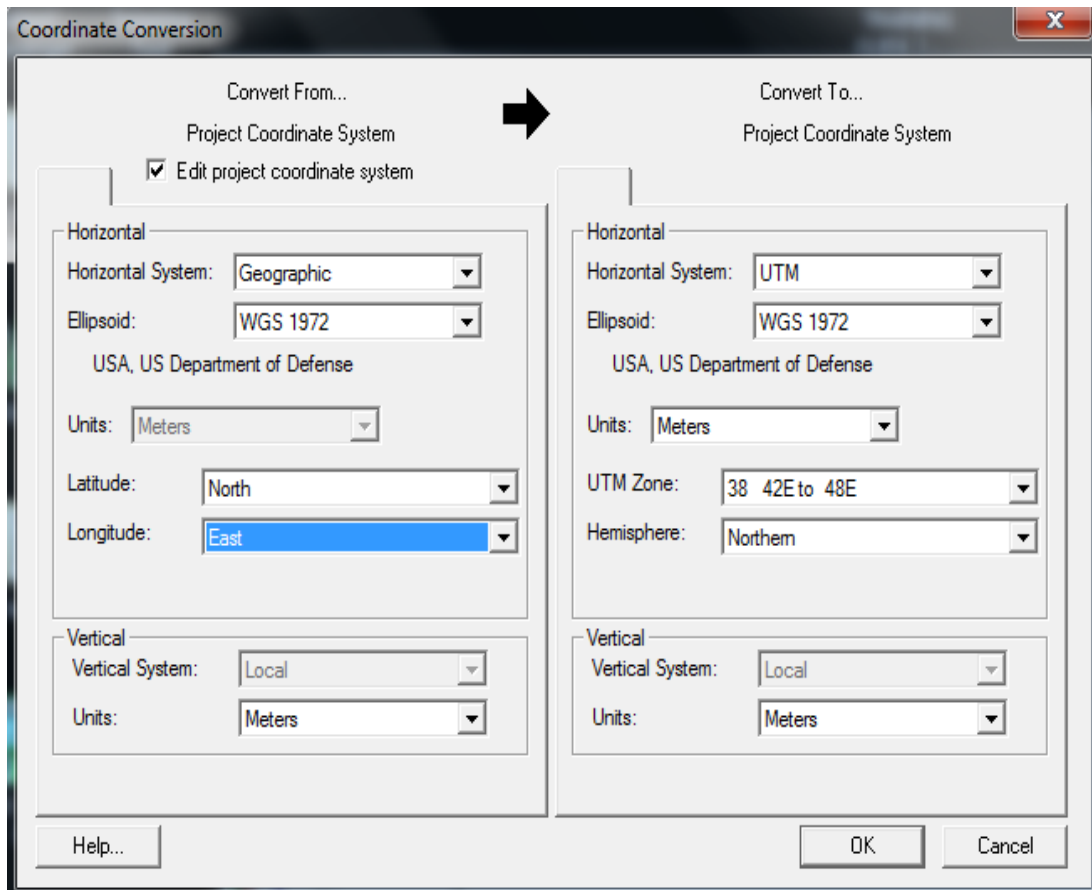 Coordinate Conversion
X
Convert From...
Project Coordinate System
Edit project coordinate system
Horizontal
Horizontal System: Geographic
Ellipsoid: WGS 1972
USA, US Department of Defense
Units: Meters
Latitude: North
Longitude: East
Vertical
Vertical System: Local
Units: Meters
Convert To...
Project Coordinate System
Horizontal
Horizontal System: UTM
Ellipsoid: WGS 1972
USA, US Department of Defense
Units: Meters
UTM Zone: 38 42E to 48E
Hemisphere: Northern
Vertical
Vertical System: Local
Units: Meters
Help...
OK
Cancel